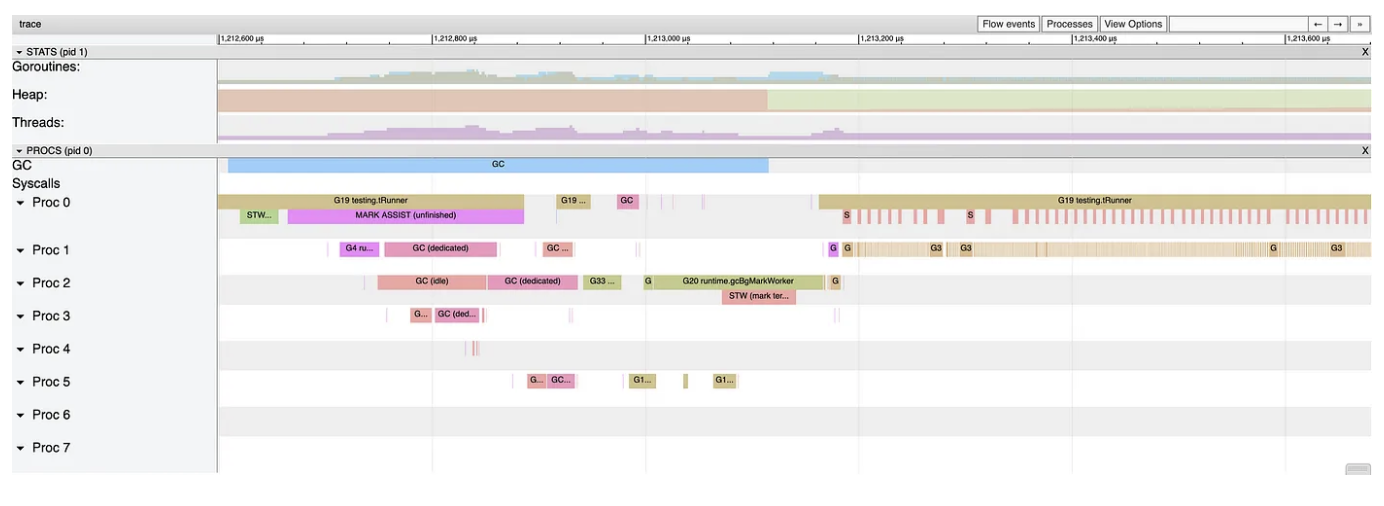 trace Flow events Processes View Options ← → »
1,212,600 µs 1,212,800 µs 1,213,000 µs 1,213,200 µs 1,213,400 µs 1,213,600 µs
STATS (pid 1) X
Goroutines:
Heap:
Threads:
PROCS (pid 0) X
GC GC
Syscalls
Proc 0 G19 testing.tRunner G19 ... GC G19 testing.tRunner
STW... MARK ASSIST (unfinished) S S
Proc 1 G4 ru... GC (dedicated) GC ... G G G3 G3 G G3
Proc 2 GC (idle) GC (dedicated) G33 ... G G20 runtime.gcBgMarkWorker G
STW (mark ter...
Proc 3 G... GC (ded...
Proc 4
Proc 5 G... GC... G1... G1...
Proc 6
Proc 7